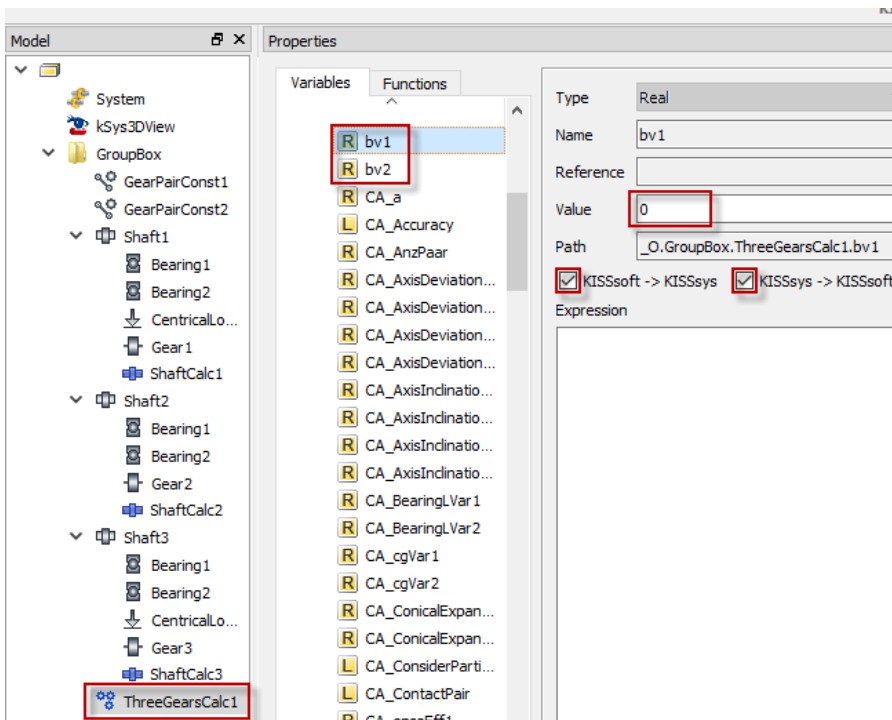 Model
System
kSys3DView
GroupBox
GearPairConst1
GearPairConst2
Shaft1
Bearing1
Bearing2
CentricalLo...
Gear1
ShaftCalc1
Shaft2
Bearing1
Bearing2
Gear2
ShaftCalc2
Shaft3
Bearing1
Bearing2
CentricalLo...
Gear3
ShaftCalc3
ThreeGearsCalc1
Properties
Variables Functions
R bv1
R bv2
R CA_a
L CA_Accuracy
R CA_AnzPaar
R CA_AxisDeviation...
R CA_AxisDeviation...
R CA_AxisDeviation...
R CA_AxisDeviation...
R CA_AxisInclinatio...
R CA_AxisInclinatio...
R CA_AxisInclinatio...
R CA_AxisInclinatio...
R CA_BearingLVar1
R CA_BearingLVar2
R CA_cgVar1
R CA_cgVar2
R CA_ConicalExpan...
R CA_ConicalExpan...
L CA_ConsiderParti...
L CA_ContactPair
Type Real
Name bv1
Reference
Value 0
Path _O.GroupBox.ThreeGearsCalc1.bv1
KISSsoft -> KISSsys KISSsys -> KISSsoft
Expression